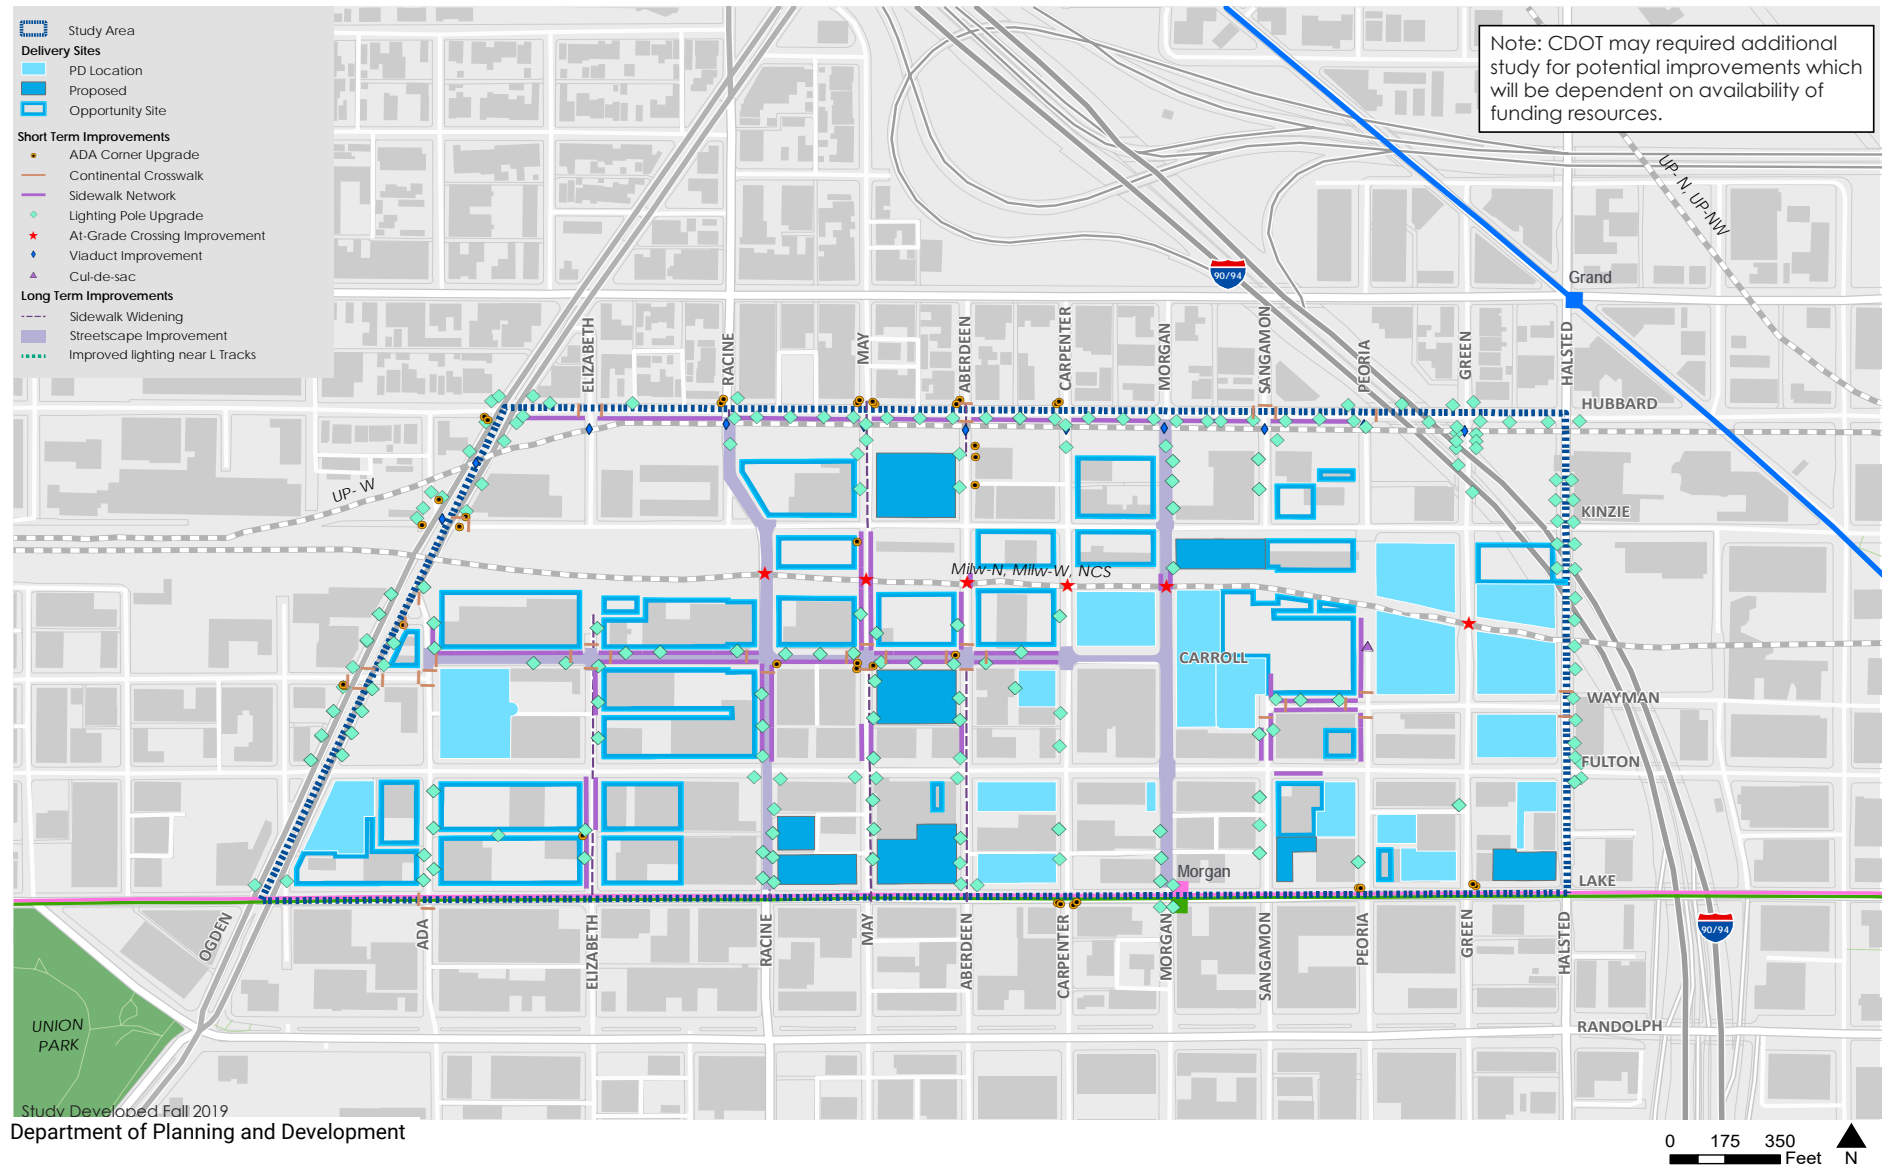 Study Area
Delivery Sites
PD Location
Proposed
Opportunity Site
Short Term Improvements
ADA Corner Upgrade
Continental Crosswalk
Sidewalk Network
Lighting Pole Upgrade
At-Grade Crossing Improvement
Viaduct Improvement
Cul-de-sac
Long Term Improvements
Sidewalk Widening
Streetscape Improvement
Improved lighting near L Tracks
Note: CDOT may required additional
study for potential improvements which
will be dependent on availability of
funding resources.
UP- N, UP-NW
90/94
Grand
ELIZABETH
RACINE
MAY
ABERDEEN
CARPENTER
MORGAN
SANGAMON
PEORIA
GREEN
HALSTED
HUBBARD
UP- W
KINZIE
Milw-N, Milw-W, NCS
CARROLL
WAYMAN
FULTON
Morgan
LAKE
OGDEN
ADA
ELIZABETH
RACINE
MAY
ABERDEEN
CARPENTER
MORGAN
SANGAMON
PEORIA
GREEN
HALSTED
90/94
UNION
PARK
RANDOLPH
Study Developed Fall 2019
Department of Planning and Development
0 175 350
Feet
N